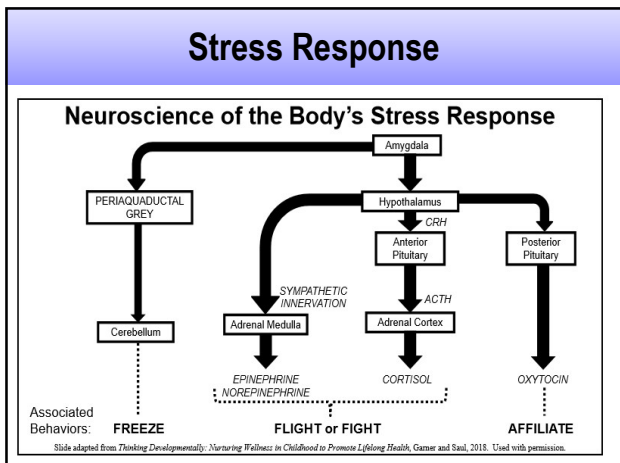 Stress Response
Neuroscience of the Body's Stress Response
Amygdala
PERIAQUADUCTAL
GREY
Hypothalamus
CRH
Anterior
Pituitary
Posterior
Pituitary
SYMPATHETIC
INNERVATION
ACTH
Cerebellum
Adrenal Medulla
Adrenal Cortex
EPINEPHRINE
NOREPINEPHRINE
CORTISOL
OXYTOCIN
Associated
Behaviors:
FREEZE
FLIGHT or FIGHT
AFFILIATE
Slide adapted from Thinking Developmentally: Nurturing Wellness in Childhood to Promote Lifelong Health, Garner and Saul, 2018. Used with permission.